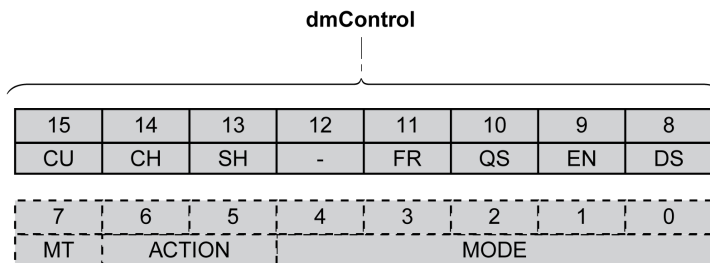 dmControl
15 14 13 12 11 10 9 8
CU CH SH - FR QS EN DS
7 6 5 4 3 2 1 0
MT ACTION MODE